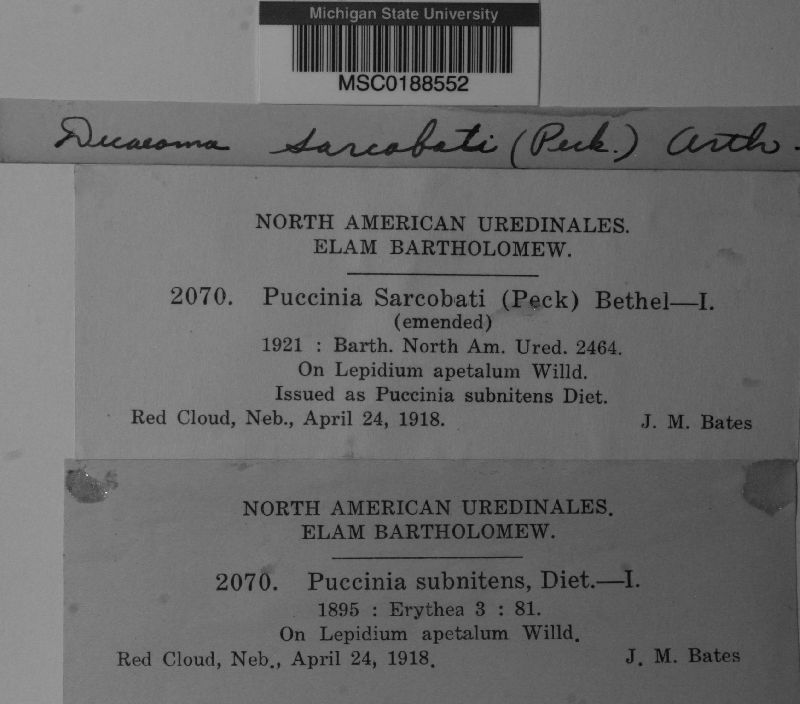 Michigan State University
MSC0188552
Dicaeoma sarcobati (Peck.) Arth.
NORTH AMERICAN UREDINALES.
ELAM BARTHOLOMEW.
2070. Puccinia Sarcobati (Peck) Bethel—I.
(emended)
1921 : Barth. North Am. Ured. 2464.
On Lepidium apetalum Willd.
Issued as Puccinia subnitens Diet.
Red Cloud, Neb., April 24, 1918. J. M. Bates
NORTH AMERICAN UREDINALES.
ELAM BARTHOLOMEW.
2070. Puccinia subnitens, Diet.—I.
1895 : Erythea 3 : 81.
On Lepidium apetalum Willd.
Red Cloud, Neb., April 24, 1918. J. M. Bates